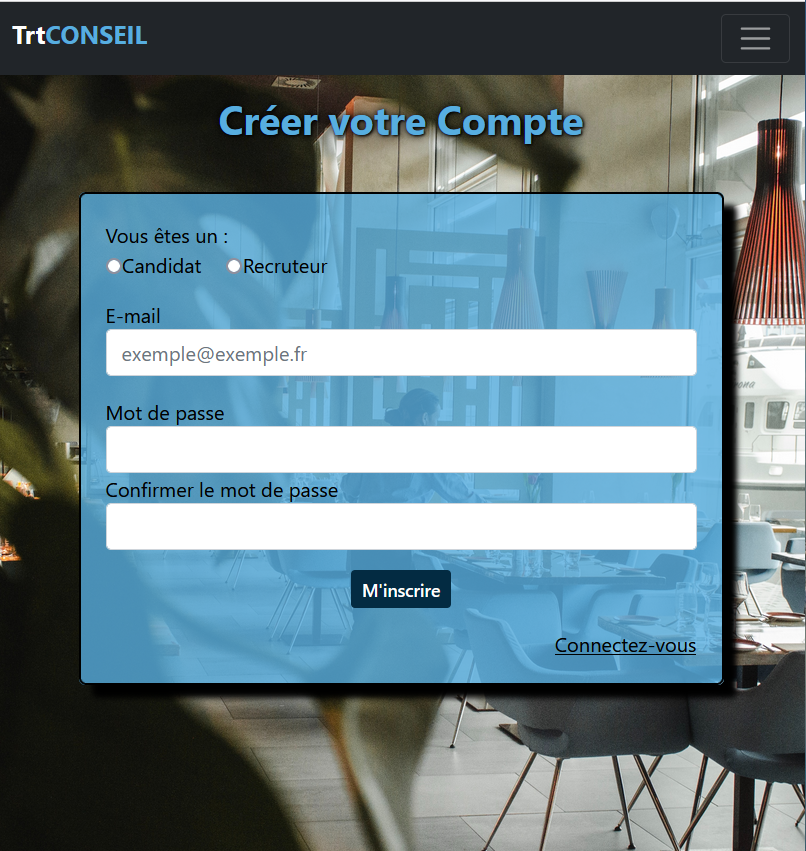 TrtCONSEIL
Créer votre Compte
Vous êtes un :
Candidat Recruteur
E-mail
exemple@exemple.fr
Mot de passe
Confirmer le mot de passe
M'inscrire
Connectez-vous